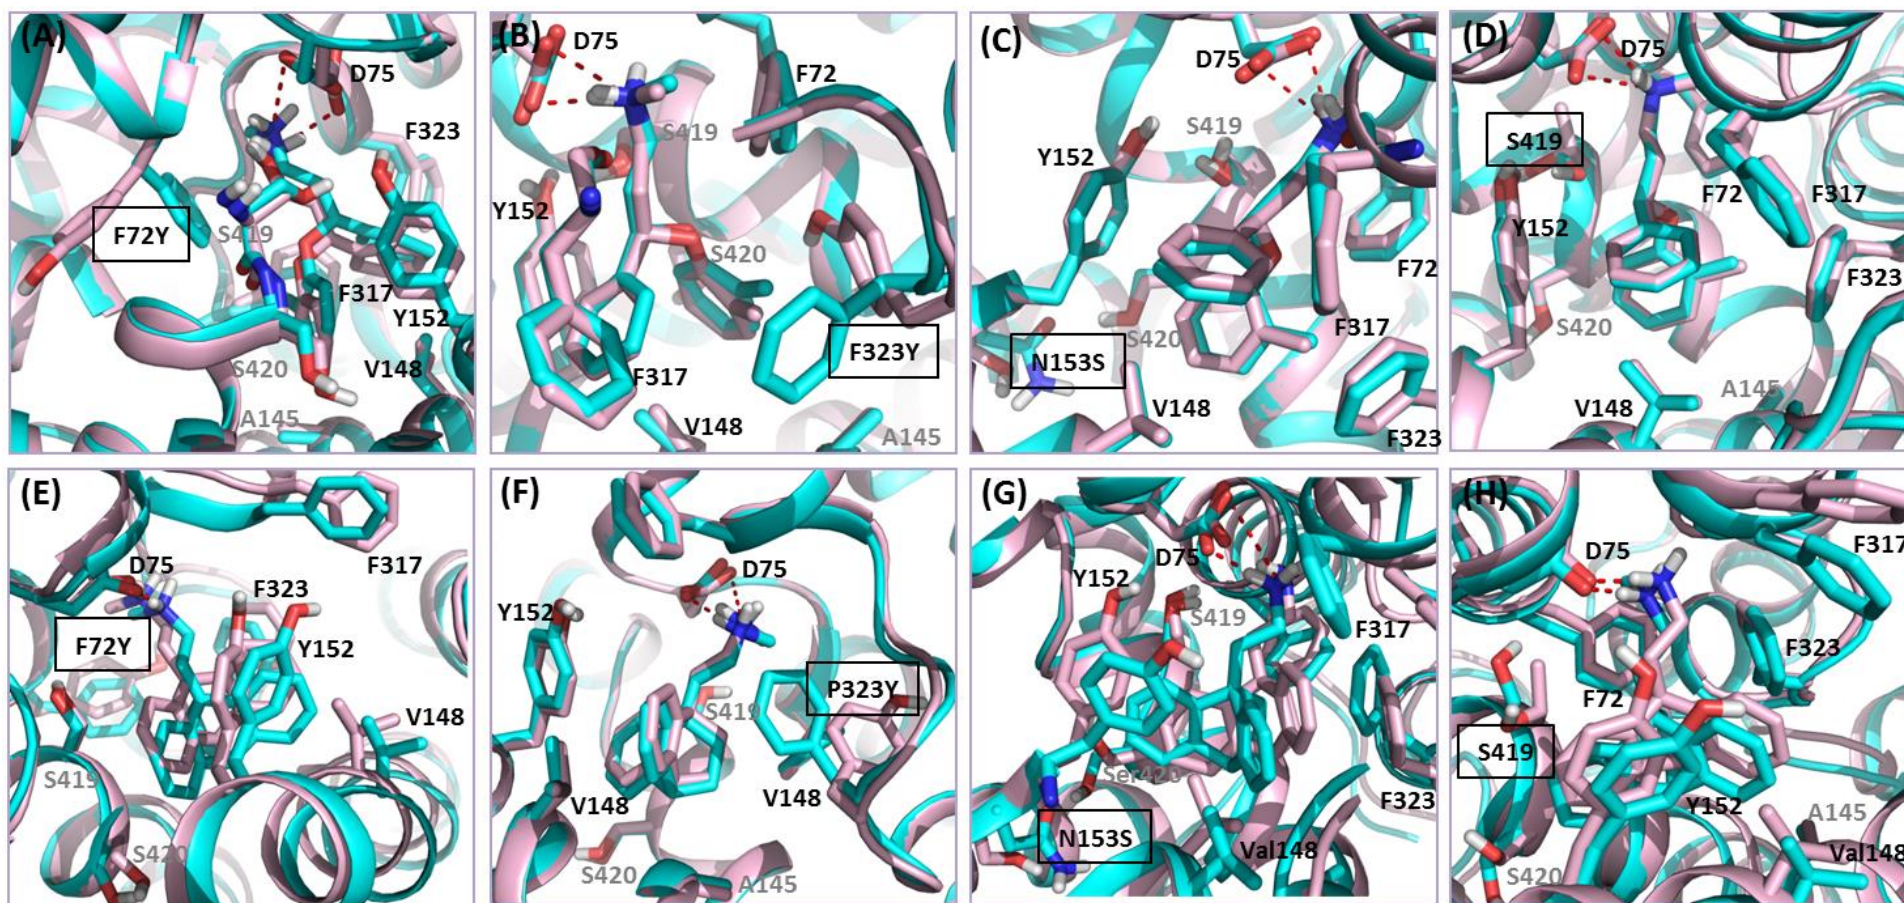 (A)
D75
F323
F72Y
S419
F317
Y152
S420
V148
A145
(B)
D75
F72
S419
Y152
S420
F323Y
F317
V148
A145
(C)
D75
S419
Y152
F72
F317
N153S
S420
V148
F323
(D)
D75
S419
F72
F317
Y152
F323
S420
V148
A145
(E)
F317
D75
F323
F72Y
Y152
V148
S419
S420
(F)
D75
Y152
P323Y
S419
V148
V148
S420
A145
(G)
D75
Y152
S419
F317
Ser420
F323
N153S
Val148
(H)
D75
F317
F323
F72
S419
Y152
A145
Val148
S420